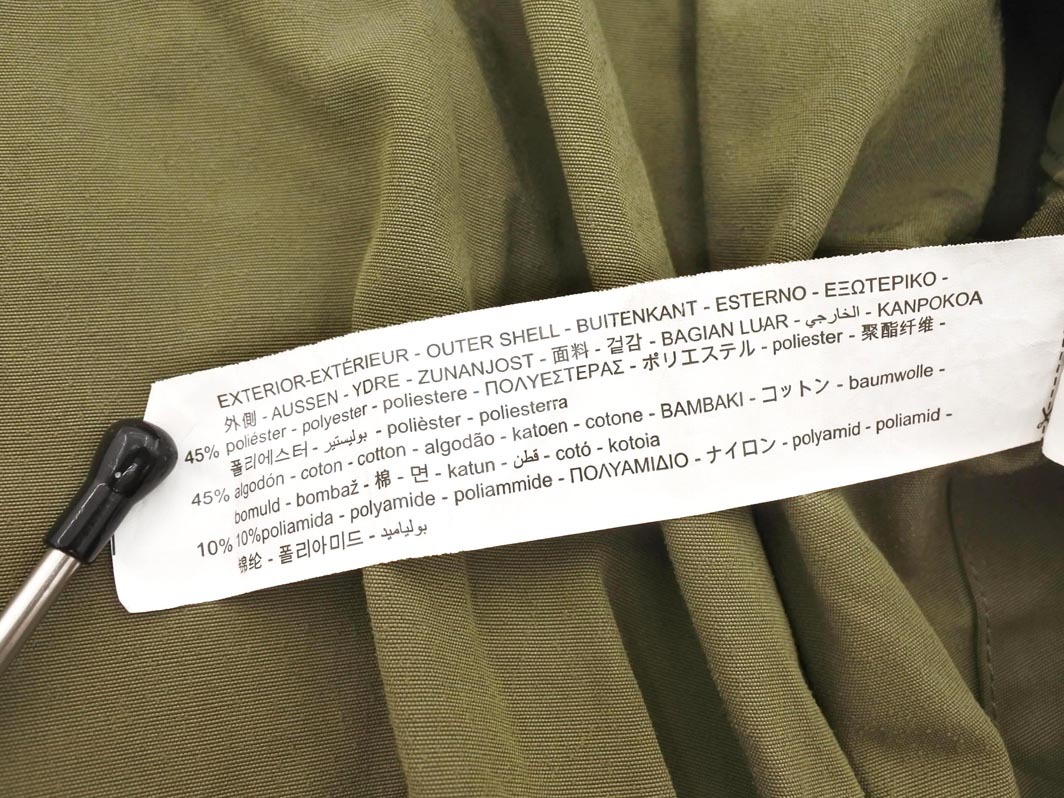 EXTERIOR-EXTÉRIEUR - OUTER SHELL - BUITENKANT - ESTERNO - ΕΞΩΤΕΡΙΚΟ -
外側 - AUSSEN - YDRE - ZUNANJOST - 面料 - 겉감 - BAGIAN LUAR - الخارجي - KANPOKOA
45% poliéster - polyester - poliestere - ΠΟΛΥΕΣΤΕΡΑΣ - ポリエステル - poliester - 聚酯纤维 -
폴리에스터 - بوليستير - polièster - poliesterra
45% algodón - coton - cotton - algodão - katoen - cotone - ΒΑΜΒΑΚΙ - コットン - baumwolle -
bomuld - bombaž - 棉 - 면 - katun - قطن - cotó - kotoia
10% 10%poliamida - polyamide - poliammide - ΠΟΛΥΑΜΙΔΙΟ - ナイロン - polyamid - poliamid -
锦纶 - 폴리아미드 - بولياميد